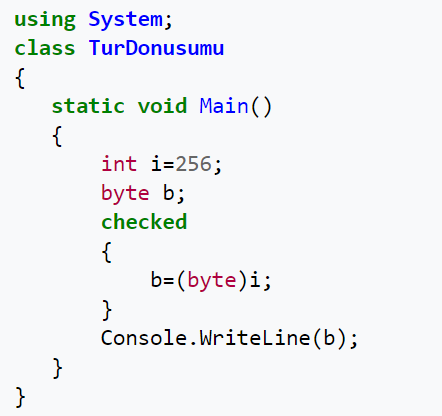 using System;
class TurDonusumu
{
static void Main()
{
int i=256;
byte b;
checked
{
b=(byte)i;
}
Console.WriteLine(b);
}
}